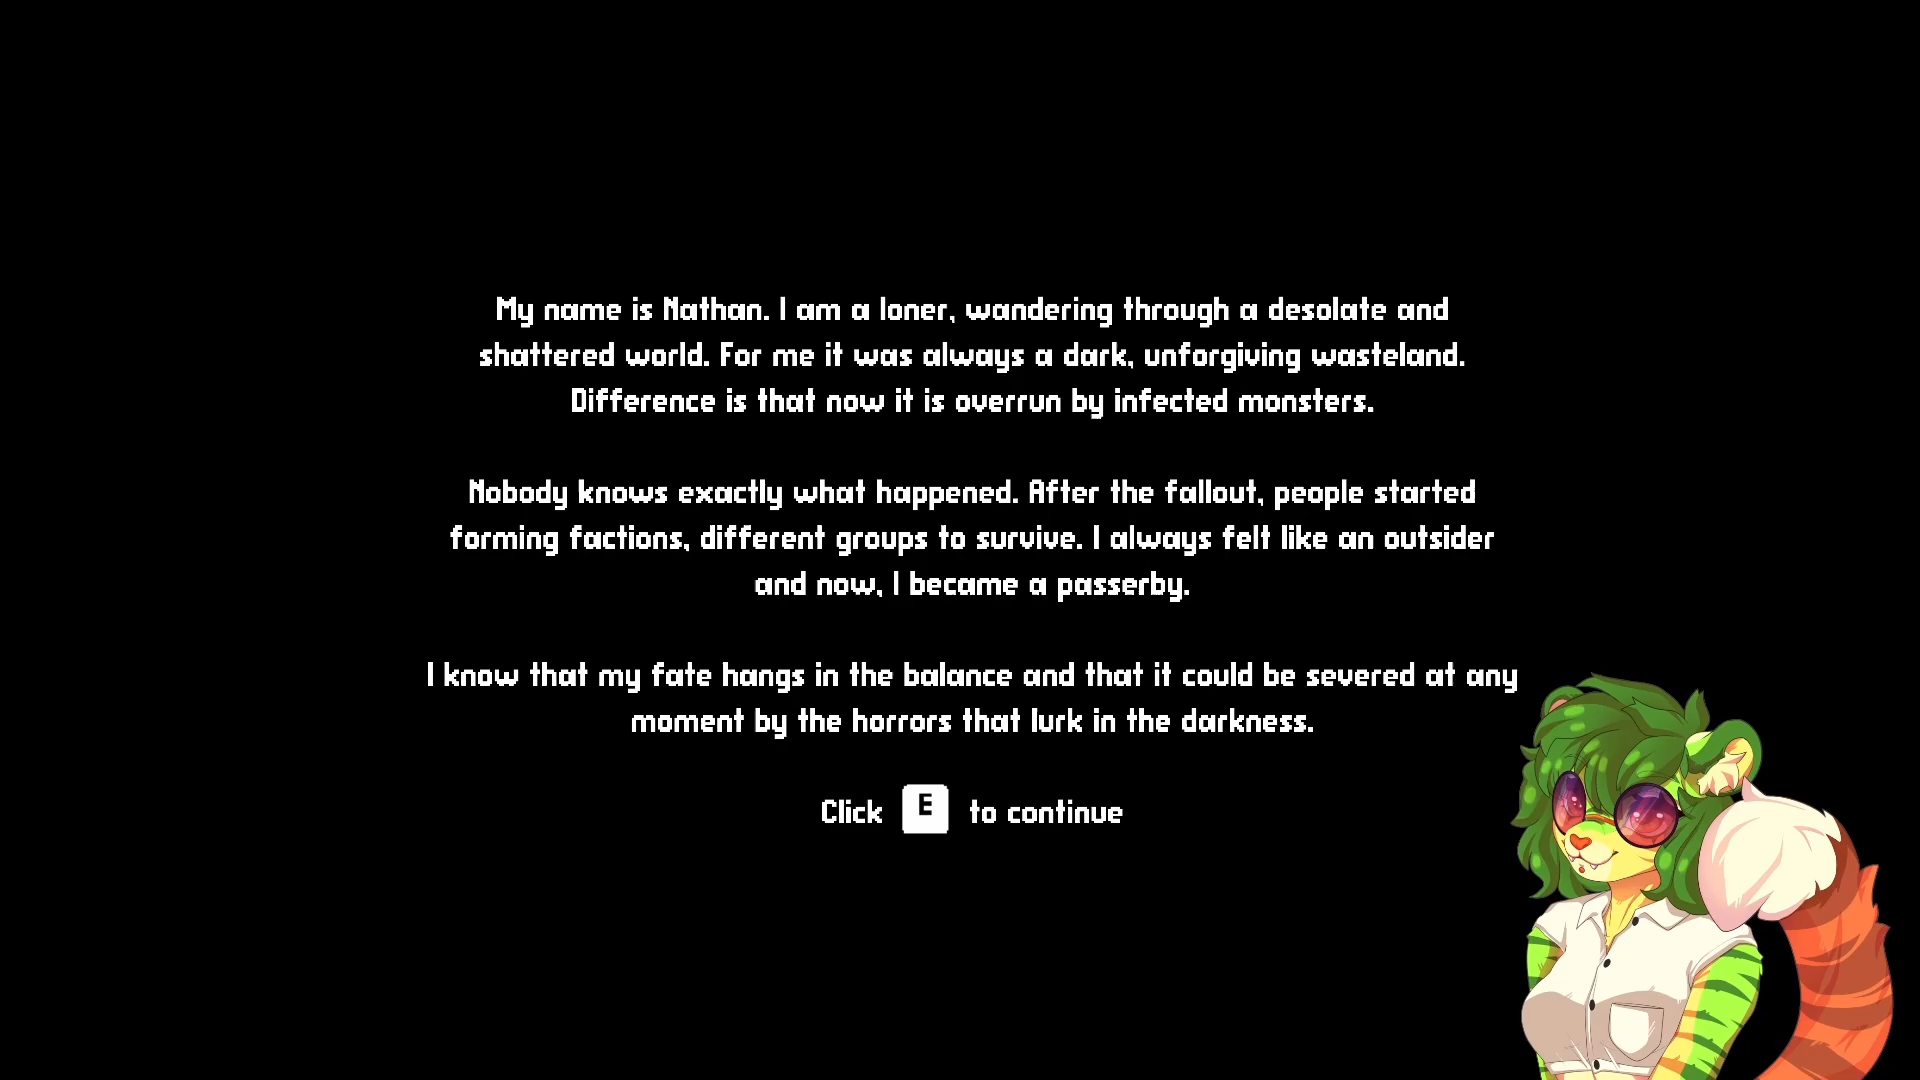 My name is Nathan. I am a loner, wandering through a desolate and
shattered world. For me it was always a dark, unforgiving wasteland.
Difference is that now it is overrun by infected monsters.
Nobody knows exactly what happened. After the fallout, people started
forming factions, different groups to survive. I always felt like an outsider
and now, I became a passerby.
I know that my fate hangs in the balance and that it could be severed at any
moment by the horrors that lurk in the darkness.
Click E to continue